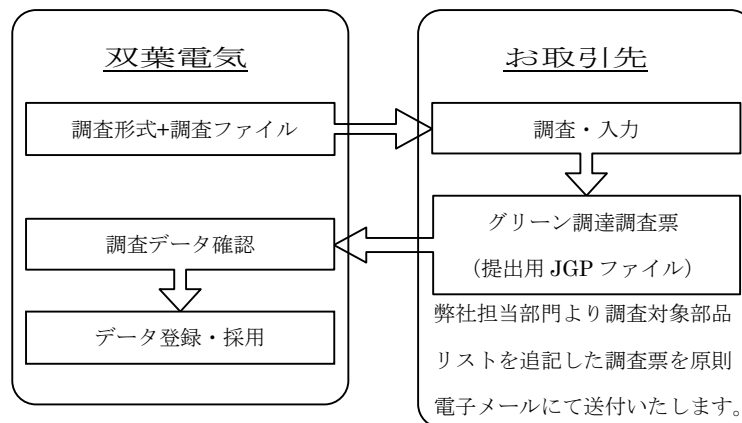 双葉電気
調査形式+調査ファイル
調査データ確認
データ登録・採用
お取引先
調査・入力
グリーン調達調査票
（提出用 JGP ファイル）
弊社担当部門より調査対象部品
リストを追記した調査票を原則
電子メールにて送付いたします。